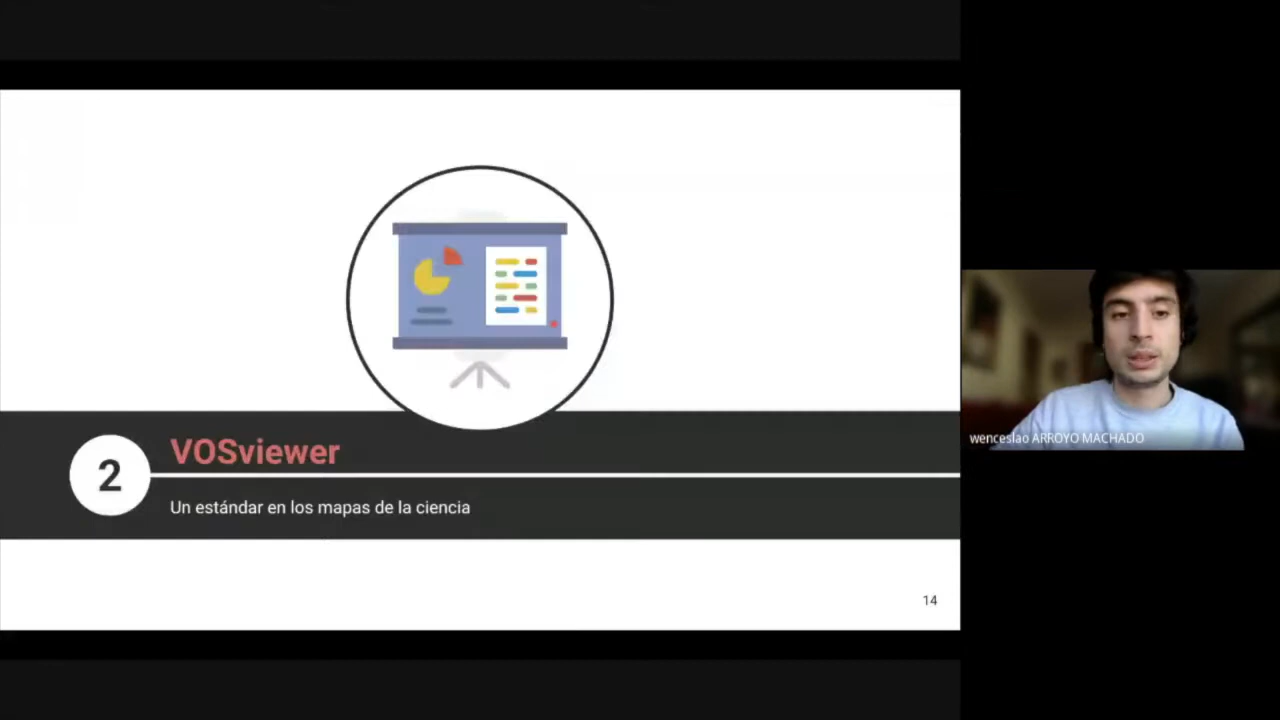 2
VOSviewer
Un estándar en los mapas de la ciencia
14
wenceslao ARROYO MACHADO